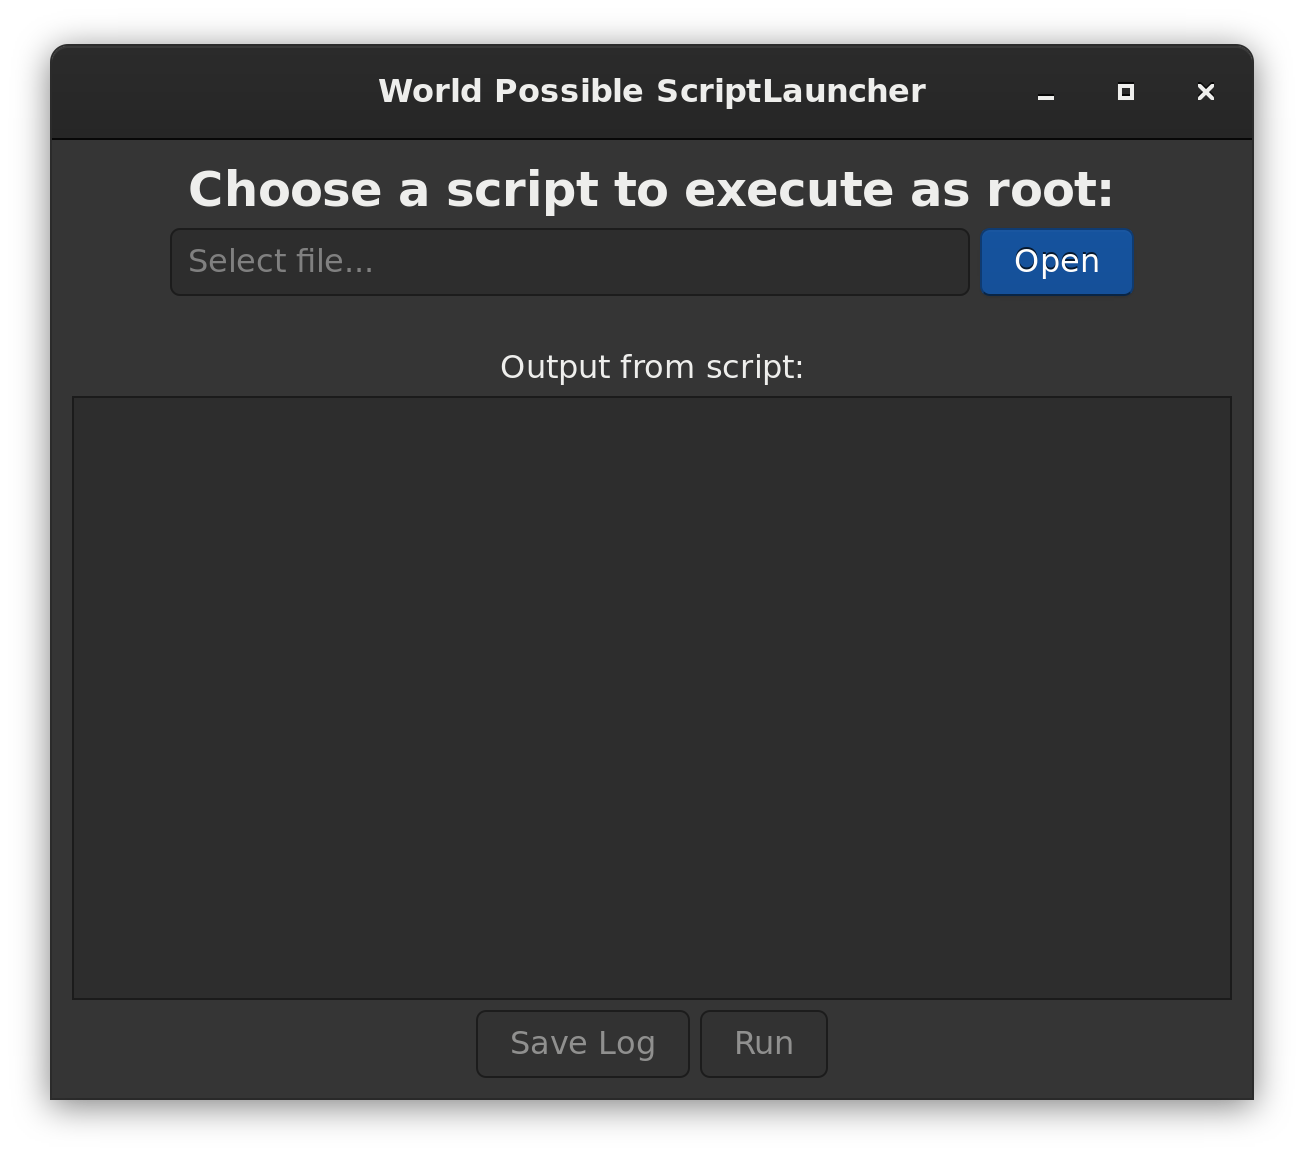 World Possible ScriptLauncher
Choose a script to execute as root:
Select file...
Open
Output from script:
Save Log
Run